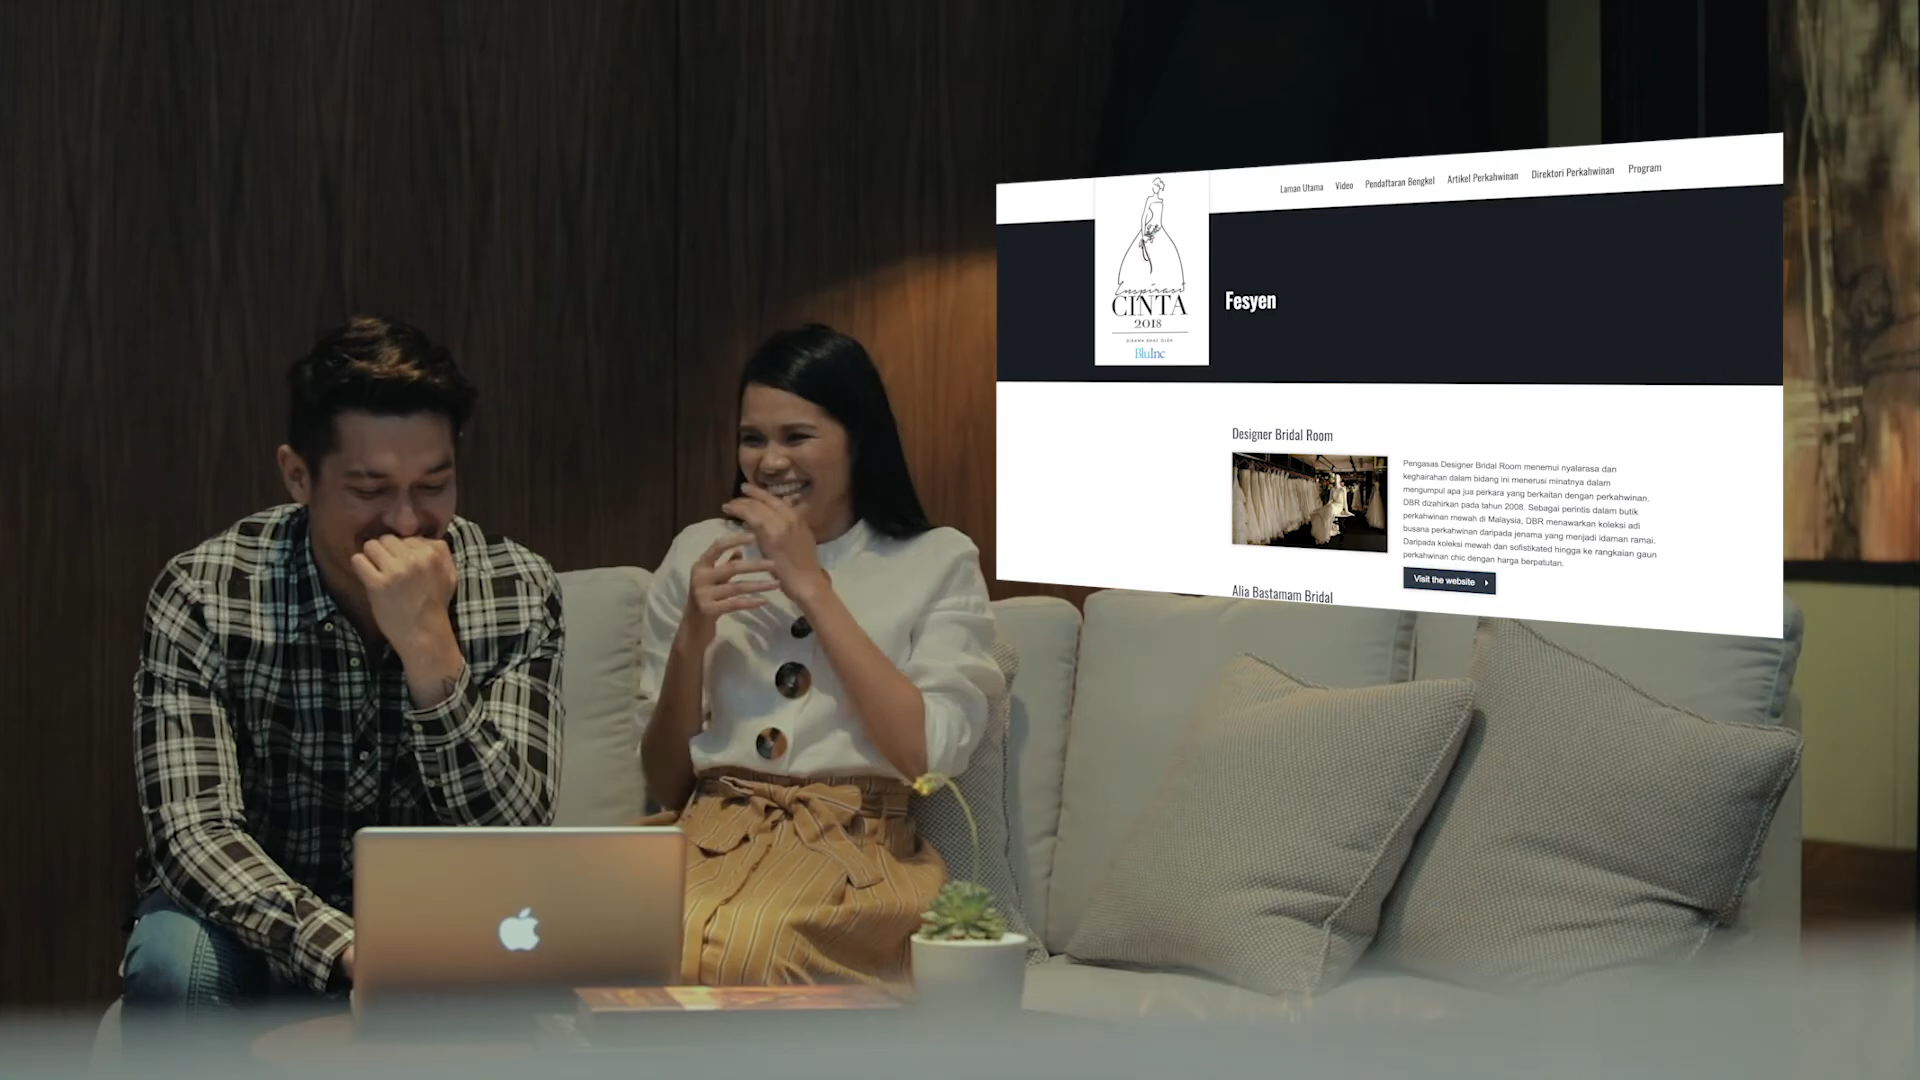 Laman Utama Video Pendaftaran Bengkel Artikel Perkahwinan Direktori Perkahwinan Program
Inspirasi
CINTA
2018
DIBAWA KHAS OLEH
BluInc
Fesyen
Designer Bridal Room
Pengasas Designer Bridal Room menemui nyalarasa dan
keghairahan dalam bidang ini menerusi minatnya dalam
mengumpul apa jua perkara yang berkaitan dengan perkahwinan.
DBR dizahirkan pada tahun 2008. Sebagai perintis dalam butik
perkahwinan mewah di Malaysia, DBR menawarkan koleksi adi
busana perkahwinan daripada jenama yang menjadi idaman ramai.
Daripada koleksi mewah dan sofistikated hingga ke rangkaian gaun
perkahwinan chic dengan harga berpatutan.
Visit the website
Alia Bastamam Bridal